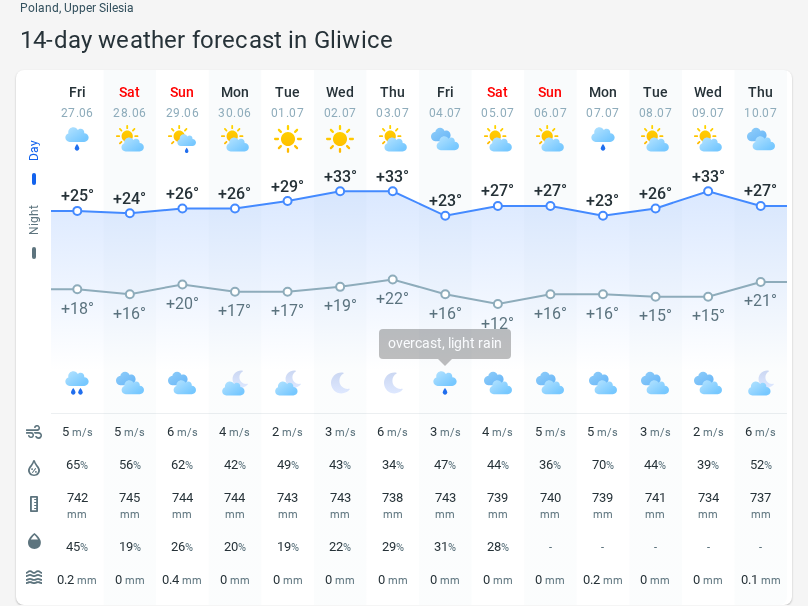 Poland, Upper Silesia
14-day weather forecast in Gliwice
Fri Sat Sun Mon Tue Wed Thu Fri Sat Sun Mon Tue Wed Thu
27.06 28.06 29.06 30.06 01.07 02.07 03.07 04.07 05.07 06.07 07.07 08.07 09.07 10.07
Day
+25° +24° +26° +26° +29° +33° +33° +23° +27° +27° +23° +26° +33° +27°
Night
+18° +16° +20° +17° +17° +19° +22° +16° +12° +16° +16° +15° +15° +21°
overcast, light rain
5 m/s 5 m/s 6 m/s 4 m/s 2 m/s 3 m/s 6 m/s 3 m/s 4 m/s 5 m/s 5 m/s 3 m/s 2 m/s 6 m/s
65% 56% 62% 42% 49% 43% 34% 47% 44% 36% 70% 44% 39% 52%
742 745 744 744 743 743 738 743 739 740 739 741 734 737
mm mm mm mm mm mm mm mm mm mm mm mm mm mm
45% 19% 26% 20% 19% 22% 29% 31% 28% - - - - -
0.2 mm 0 mm 0.4 mm 0 mm 0 mm 0 mm 0 mm 0 mm 0 mm 0 mm 0.2 mm 0 mm 0 mm 0.1 mm